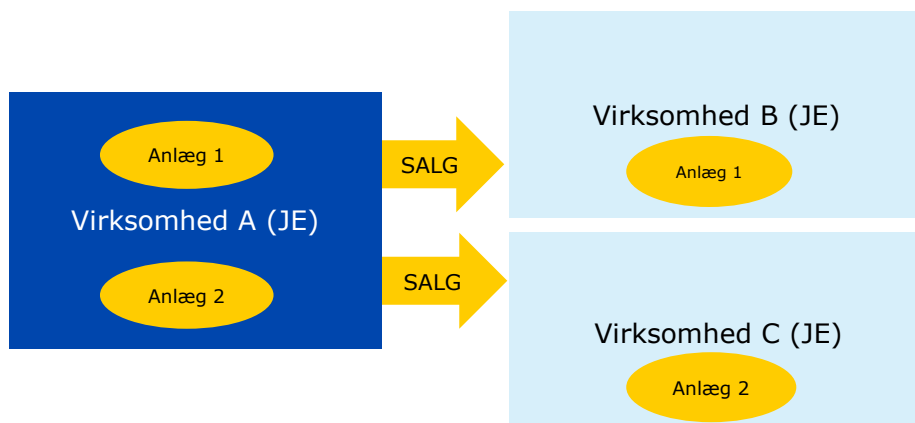 Anlæg 1
Virksomhed A (JE)
Anlæg 2
SALG
SALG
Virksomhed B (JE)
Anlæg 1
Virksomhed C (JE)
Anlæg 2